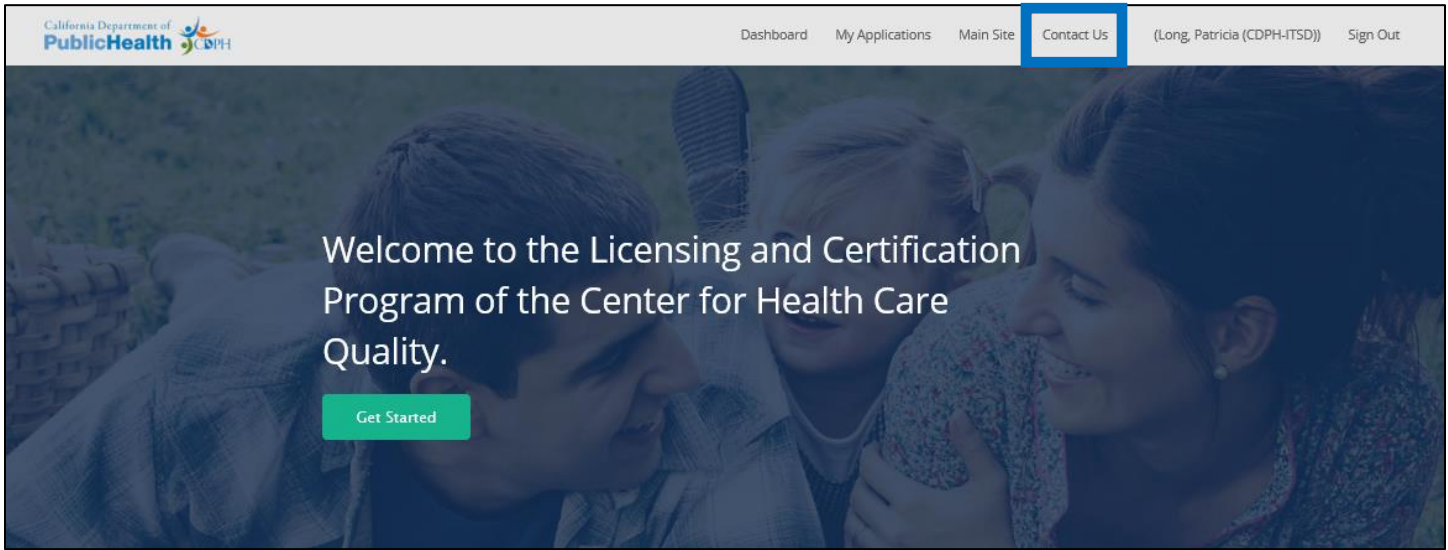 California Department of
PublicHealth CDPH
Dashboard My Applications Main Site Contact Us (Long, Patricia (CDPH-ITSD)) Sign Out
Welcome to the Licensing and Certification
Program of the Center for Health Care
Quality.
Get Started